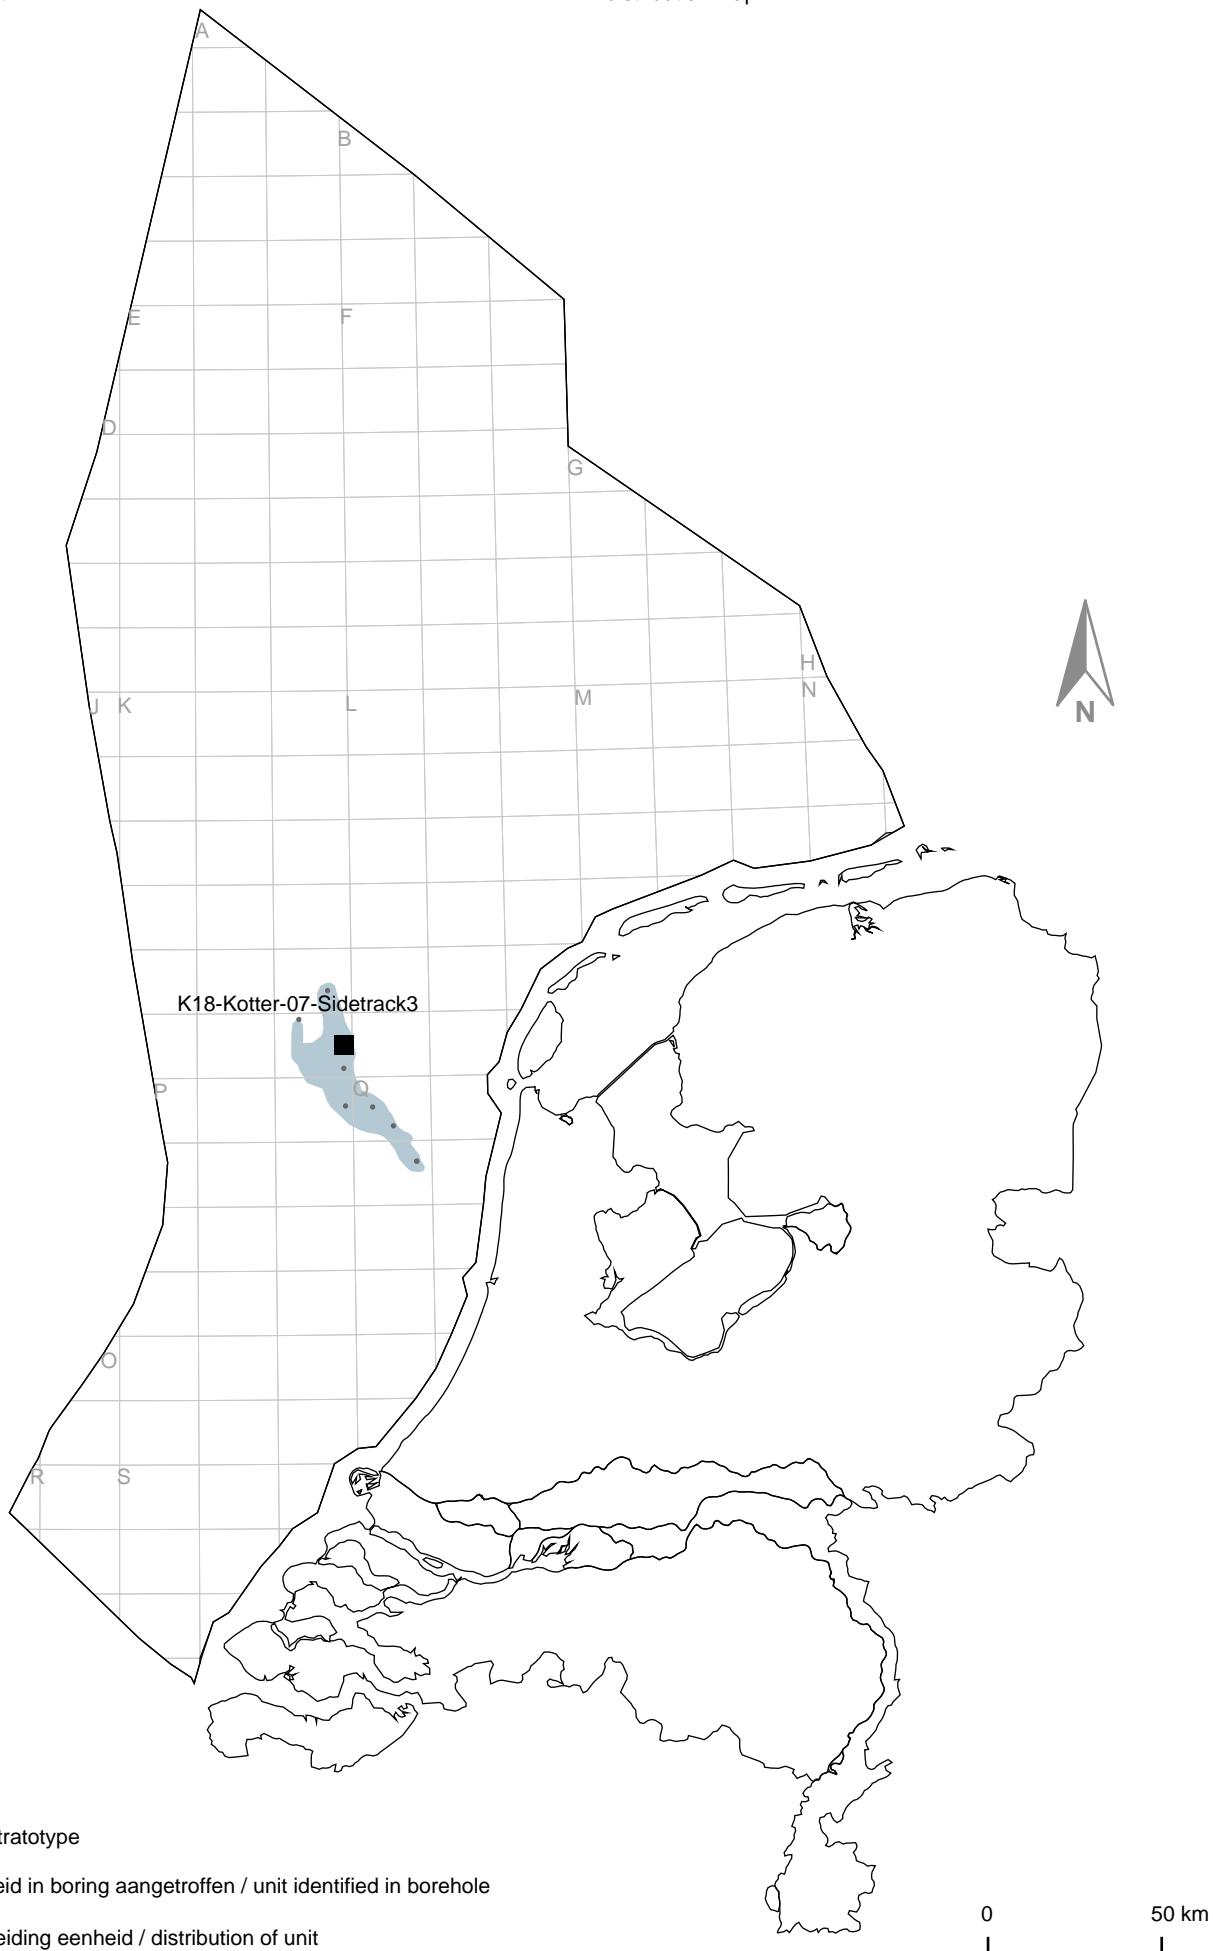 A
B
E
F
D
G
H
N
M
J K
L
N
K18-Kotter-07-Sidetrack3
P
Q
O
R
S
tratotype
eid in boring aangetroffen / unit identified in borehole
eiding eenheid / distribution of unit
0 50 km